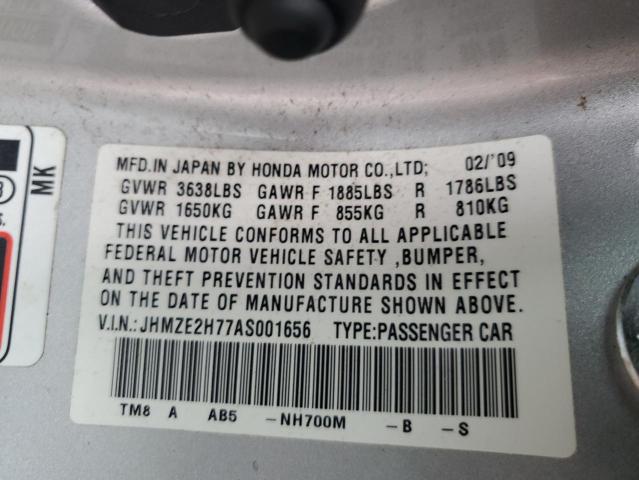 MFD.IN JAPAN BY HONDA MOTOR CO.,LTD; 02/'09
GVWR 3638LBS GAWR F 1885LBS R 1786LBS
GVWR 1650KG GAWR F 855KG R 810KG
THIS VEHICLE CONFORMS TO ALL APPLICABLE
FEDERAL MOTOR VEHICLE SAFETY ,BUMPER,
AND THEFT PREVENTION STANDARDS IN EFFECT
ON THE DATE OF MANUFACTURE SHOWN ABOVE.
V.I.N.:JHMZE2H77AS001656 TYPE:PASSENGER CAR
TM8 A AB5 -NH700M -B -S
MK